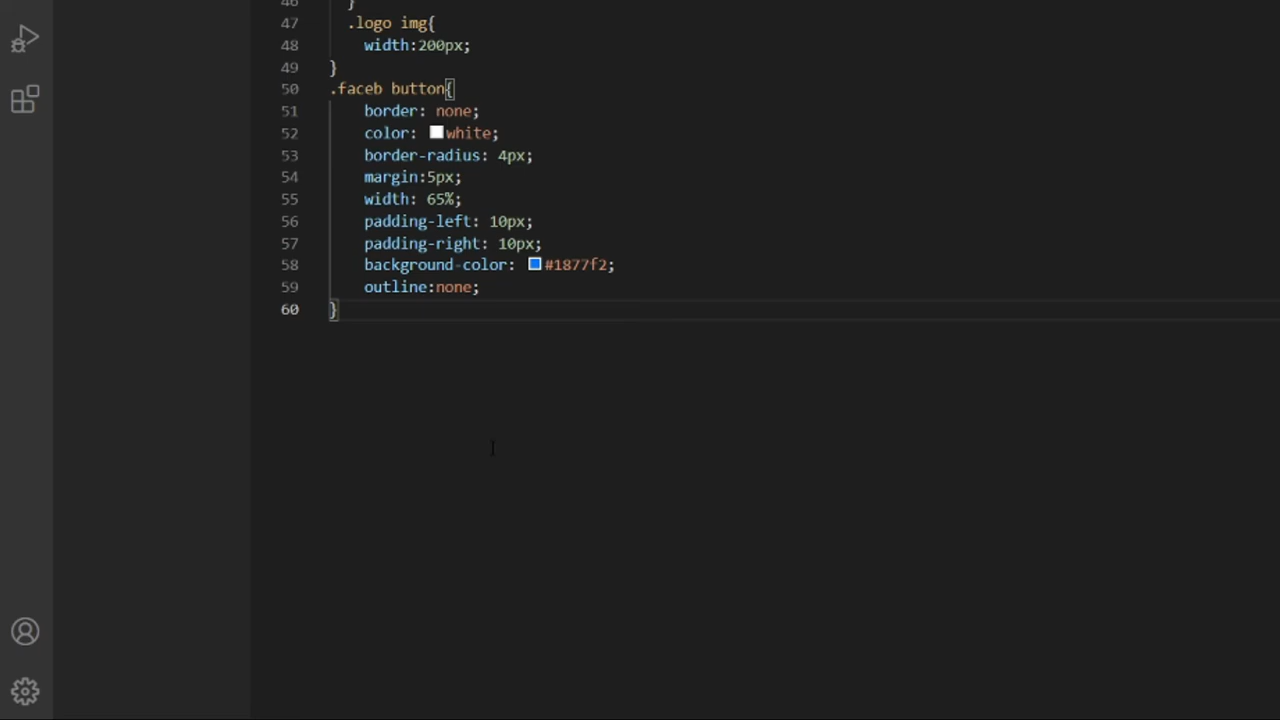 46 }
47 .logo img{
48 width:200px;
49 }
50 .faceb button{
51 border: none;
52 color: white;
53 border-radius: 4px;
54 margin:5px;
55 width: 65%;
56 padding-left: 10px;
57 padding-right: 10px;
58 background-color: #1877f2;
59 outline:none;
60 }